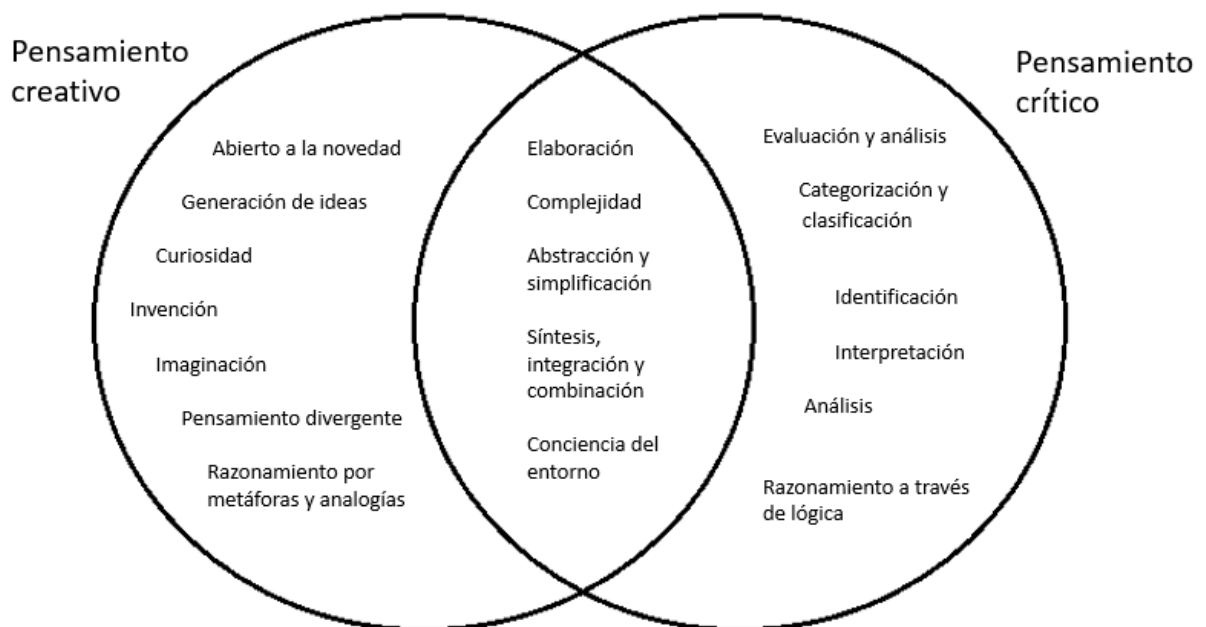 Pensamiento
creativo
Abierto a la novedad
Generación de ideas
Curiosidad
Invención
Imaginación
Pensamiento divergente
Razonamiento por
metáforas y analogías
Elaboración
Complejidad
Abstracción y
simplificación
Síntesis,
integración y
combinación
Conciencia del
entorno
Pensamiento
crítico
Evaluación y análisis
Categorización y
clasificación
Identificación
Interpretación
Análisis
Razonamiento a través
de lógica